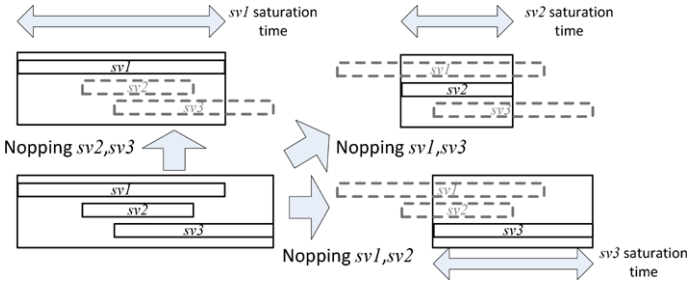 sv1 saturation
time
sv2 saturation
time
sv1
sv2
sv3
sv1
sv2
sv3
Nopping sv2,sv3
Nopping sv1,sv3
sv1
sv2
sv3
sv1
sv2
sv3
Nopping sv1,sv2
sv3 saturation
time